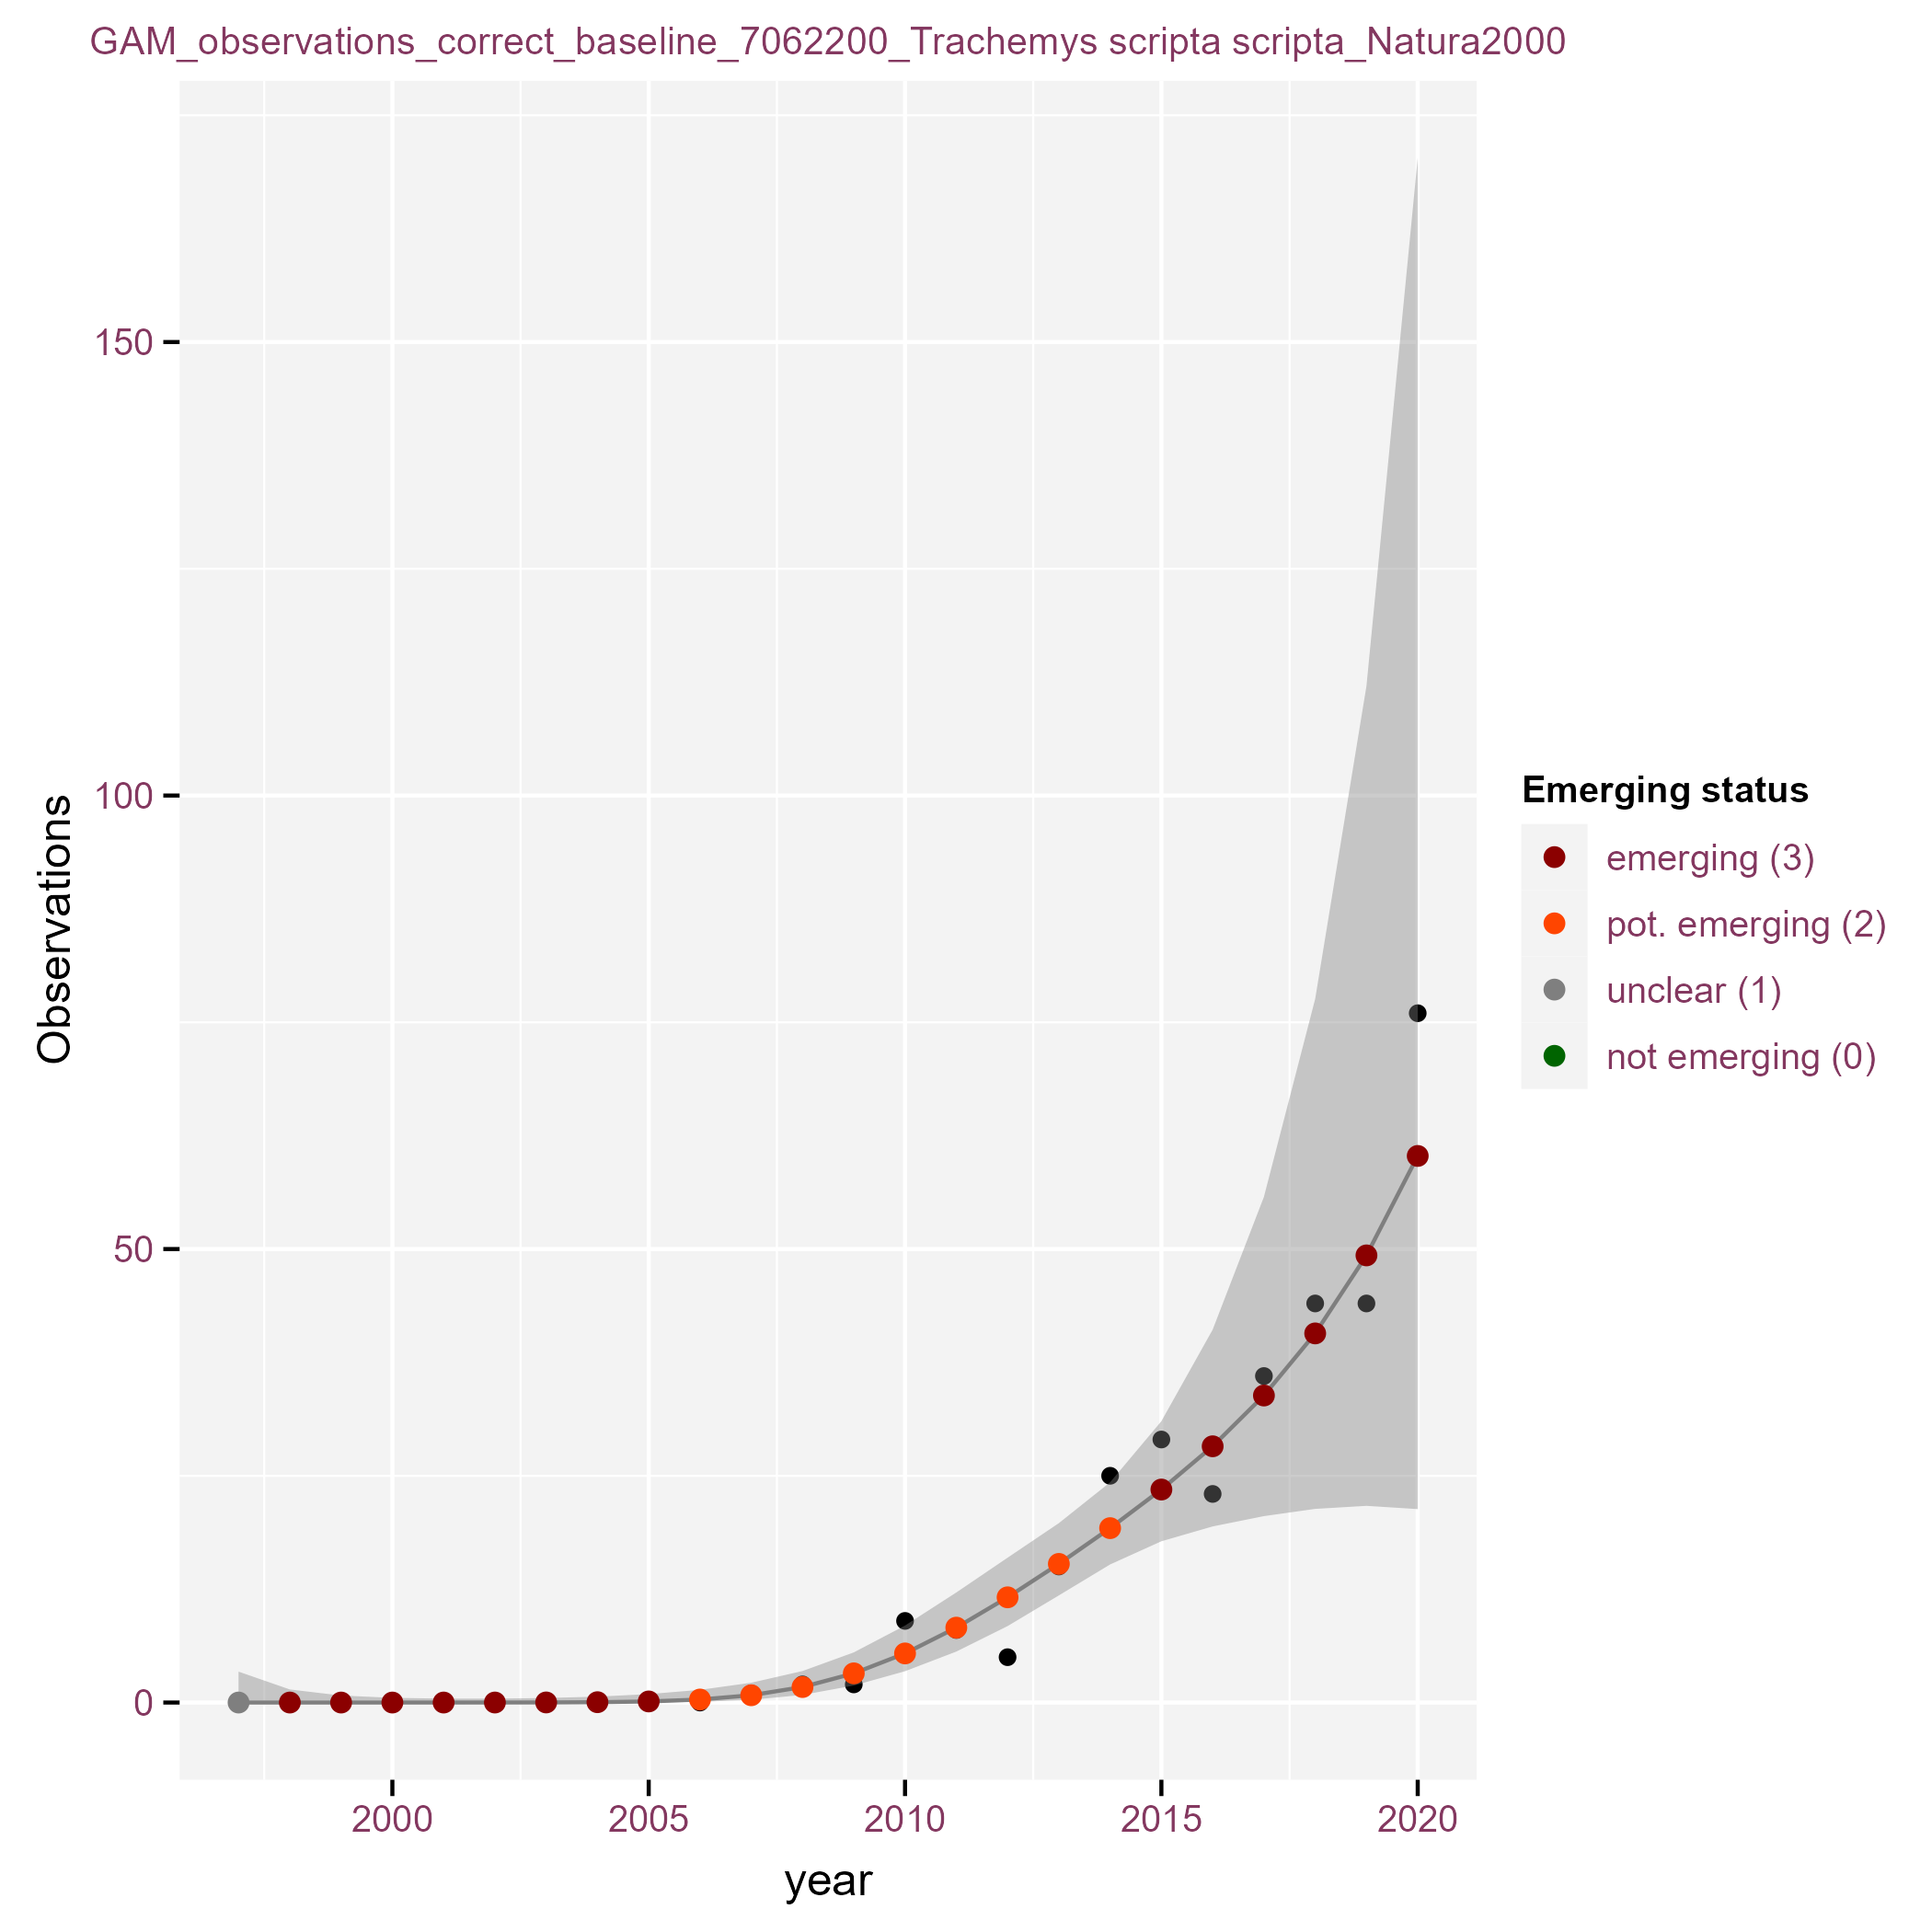 GAM_observations_correct_baseline_7062200_Trachemys scripta scripta_Natura2000
150
100
50
0
Observations
2000 2005 2010 2015 2020
year
Emerging status
emerging (3)
pot. emerging (2)
unclear (1)
not emerging (0)